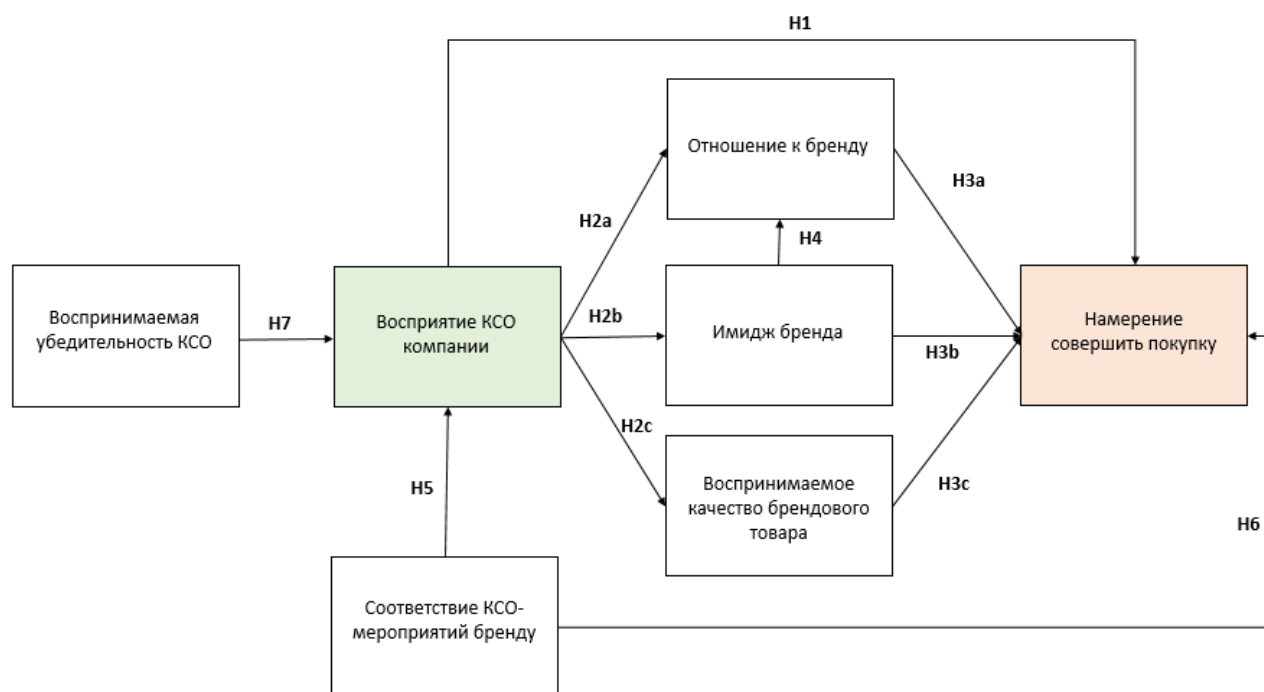 H1
Отношение к бренду
H3a
H2a
H4
Воспринимаемая
убедительность КСО
H7
Восприятие КСО
компании
H2b
Имидж бренда
H3b
Намерение
совершить покупку
H2c
H5
Воспринимаемое
качество брендового
товара
H3c
H6
Соответствие КСО-
мероприятий бренду